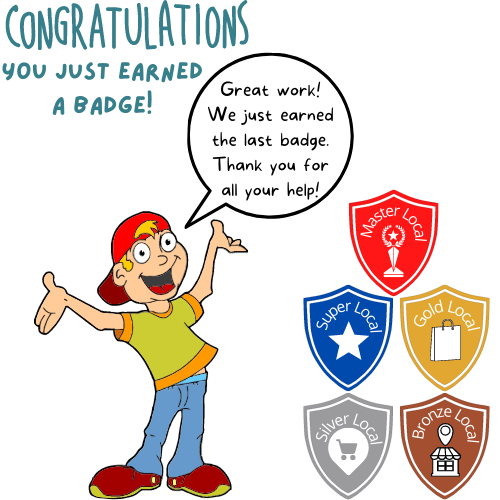 CONGRATULATIONS
YOU JUST EARNED
A BADGE!
Great work!
We just earned
the last badge.
Thank you for
all your help!
Master Local
Super Local
Gold Local
Silver Local
Bronze Local